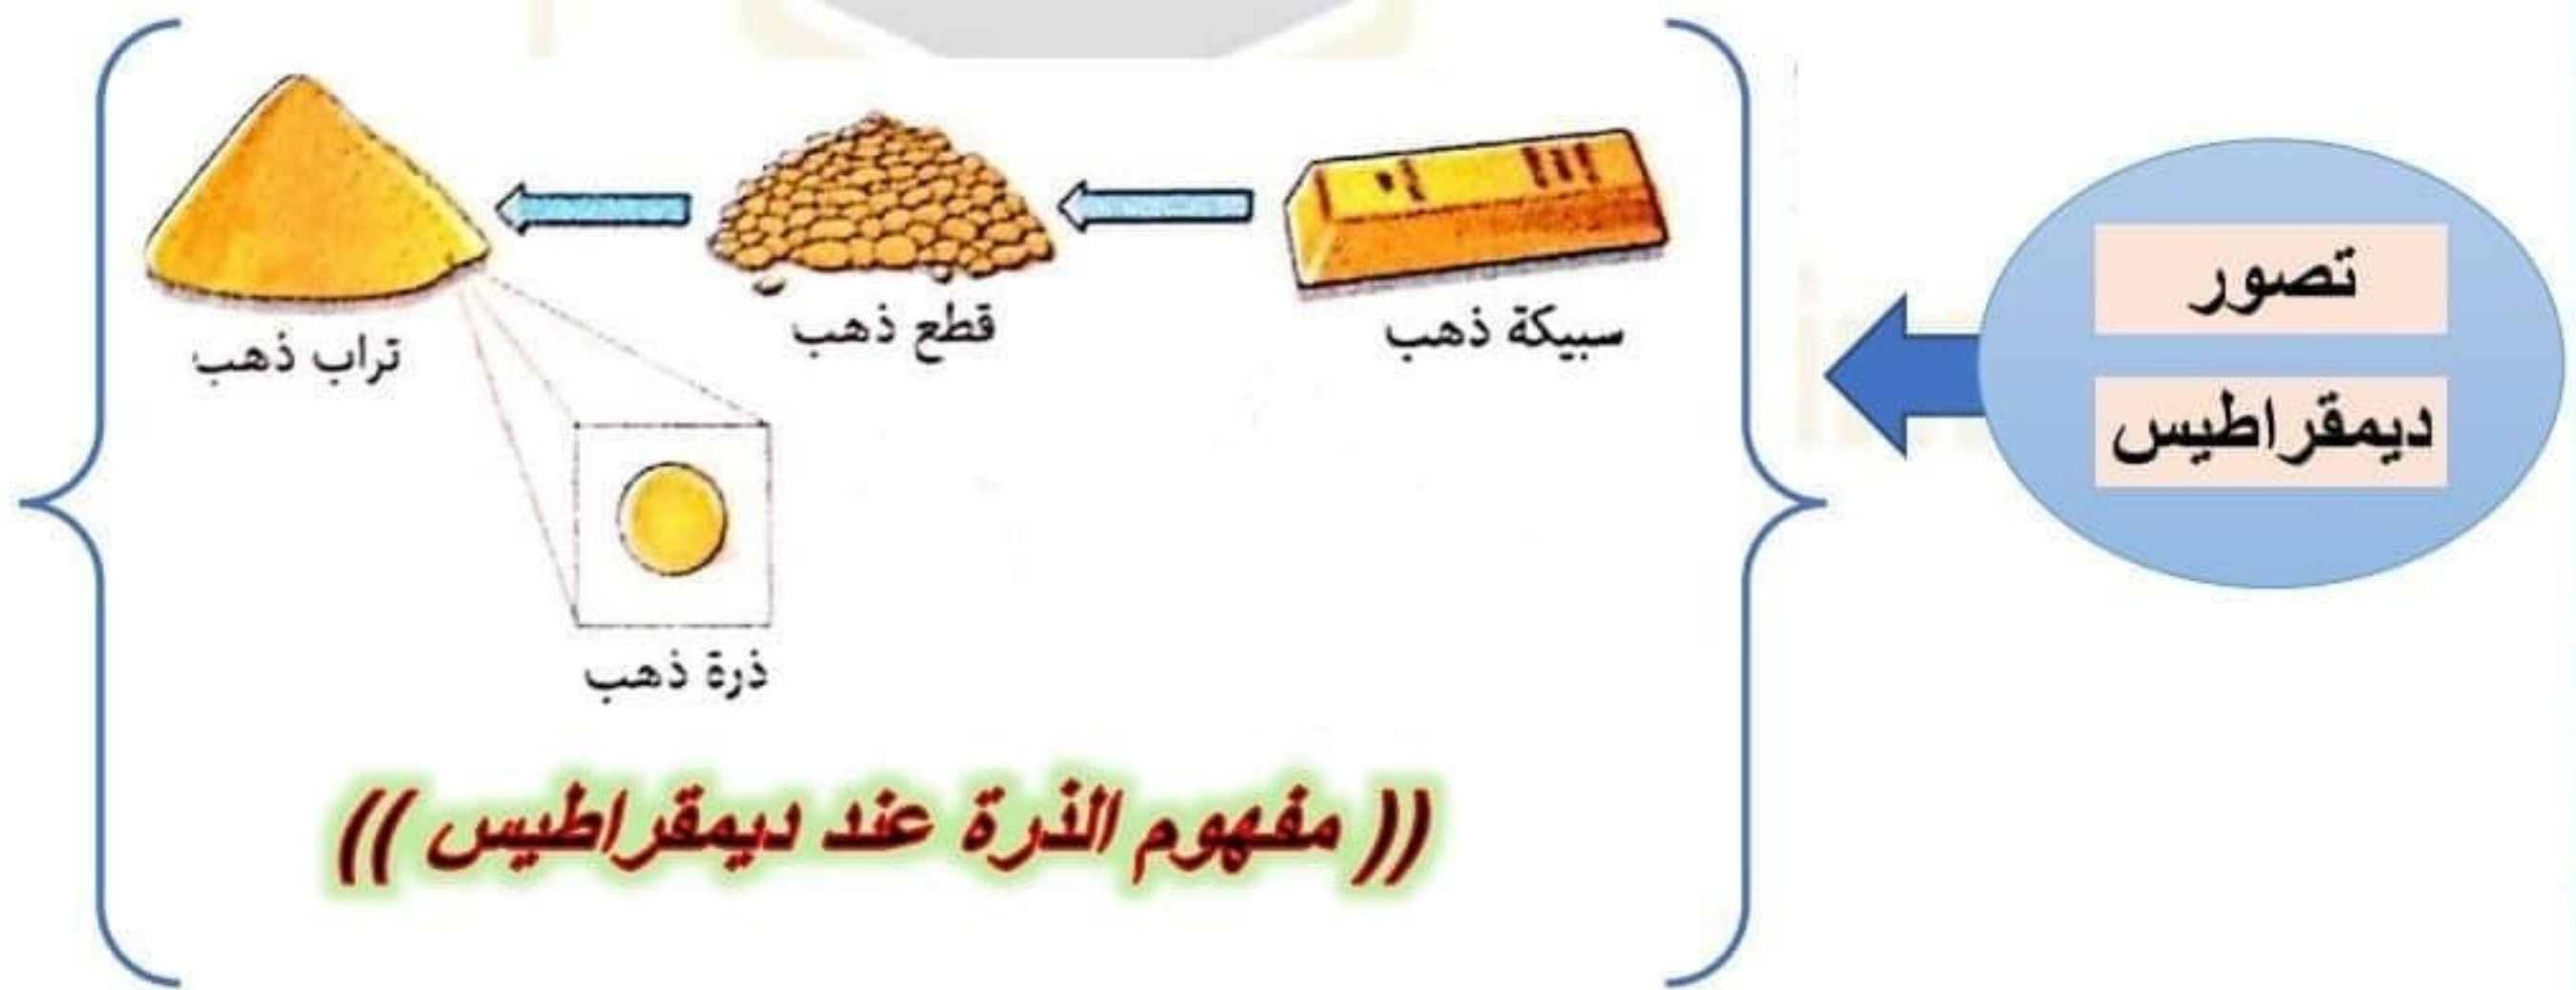 تصور
ديمقراطيس
سبيكة ذهب
قطع ذهب
تراب ذهب
ذرة ذهب
(( مفهوم الذرة عند ديمقراطيس ))